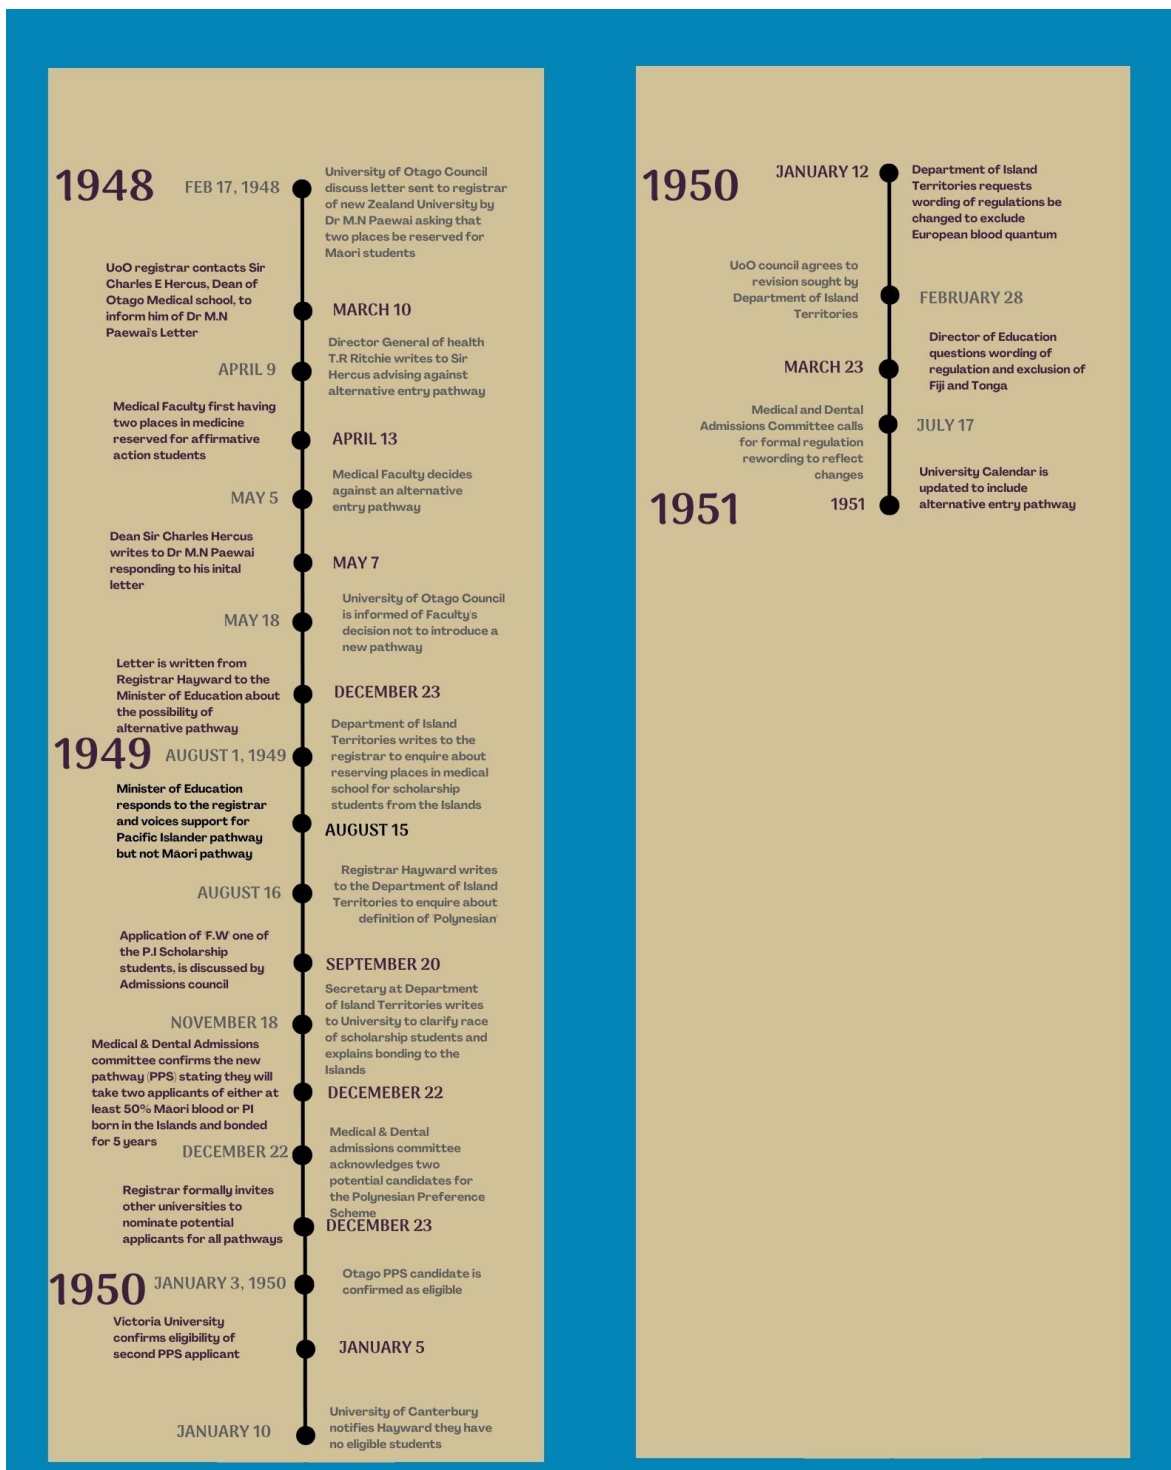 1948
FEB 17, 1948
University of Otago Council
discuss letter sent to registrar
of new Zealand University by
Dr M.N Paewai asking that
two places be reserved for
Māori students
UoO registrar contacts Sir
Charles E Hercus, Dean of
Otago Medical school, to
inform him of Dr M.N
Paewai's Letter
MARCH 10
APRIL 9
Director General of health
T.R Ritchie writes to Sir
Hercus advising against
alternative entry pathway
Medical Faculty first having
two places in medicine
reserved for affirmative
action students
APRIL 13
MAY 5
Medical Faculty decides
against an alternative
entry pathway
Dean Sir Charles Hercus
writes to Dr M.N Paewai
responding to his inital
letter
MAY 7
MAY 18
University of Otago Council
is informed of Faculty's
decision not to introduce a
new pathway
Letter is written from
Registrar Hayward to the
Minister of Education about
the possibility of
alternative pathway
DECEMBER 23
1949
AUGUST 1, 1949
Department of Island
Territories writes to the
registrar to enquire about
reserving places in medical
school for scholarship
students from the Islands
Minister of Education
responds to the registrar
and voices support for
Pacific Islander pathway
but not Māori pathway
AUGUST 15
AUGUST 16
Registrar Hayward writes
to the Department of Island
Territories to enquire about
definition of 'Polynesian'
Application of 'F.W' one of
the P.I Scholarship
students, is discussed by
Admissions council
SEPTEMBER 20
NOVEMBER 18
Secretary at Department
of Island Territories writes
to University to clarify race
of scholarship students and
explains bonding to the
Islands
Medical & Dental Admissions
committee confirms the new
pathway (PPS) stating they will
take two applicants of either at
least 50% Māori blood or PI
born in the Islands and bonded
for 5 years
DECEMEBER 22
DECEMBER 22
Medical & Dental
admissions committee
acknowledges two
potential candidates for
the Polynesian Preference
Scheme
Registrar formally invites
other universities to
nominate potential
applicants for all pathways
DECEMBER 23
1950
JANUARY 3, 1950
Otago PPS candidate is
confirmed as eligible
Victoria University
confirms eligibility of
second PPS applicant
JANUARY 5
JANUARY 10
University of Canterbury
notifies Hayward they have
no eligible students
1950
JANUARY 12
Department of Island
Territories requests
wording of regulations be
changed to exclude
European blood quantum
UoO council agrees to
revision sought by
Department of Island
Territories
FEBRUARY 28
MARCH 23
Director of Education
questions wording of
regulation and exclusion of
Fiji and Tonga
Medical and Dental
Admissions Committee calls
for formal regulation
rewording to reflect
changes
JULY 17
1951
1951
University Calendar is
updated to include
alternative entry pathway